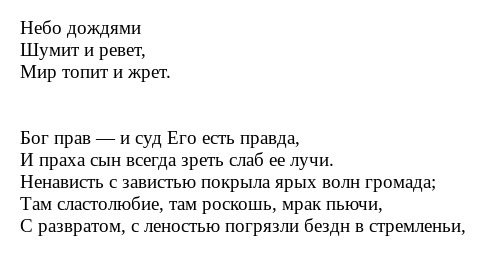 Небо дождями
Шумит и ревет,
Мир топит и жрет.
Бог прав — и суд Его есть правда,
И праха сын всегда зреть слаб ее лучи.
Ненависть с завистью покрыла ярых волн громада;
Там сластолюбие, там роскошь, мрак пьючи,
С развратом, с леностью погрязли бездн в стремленьи,